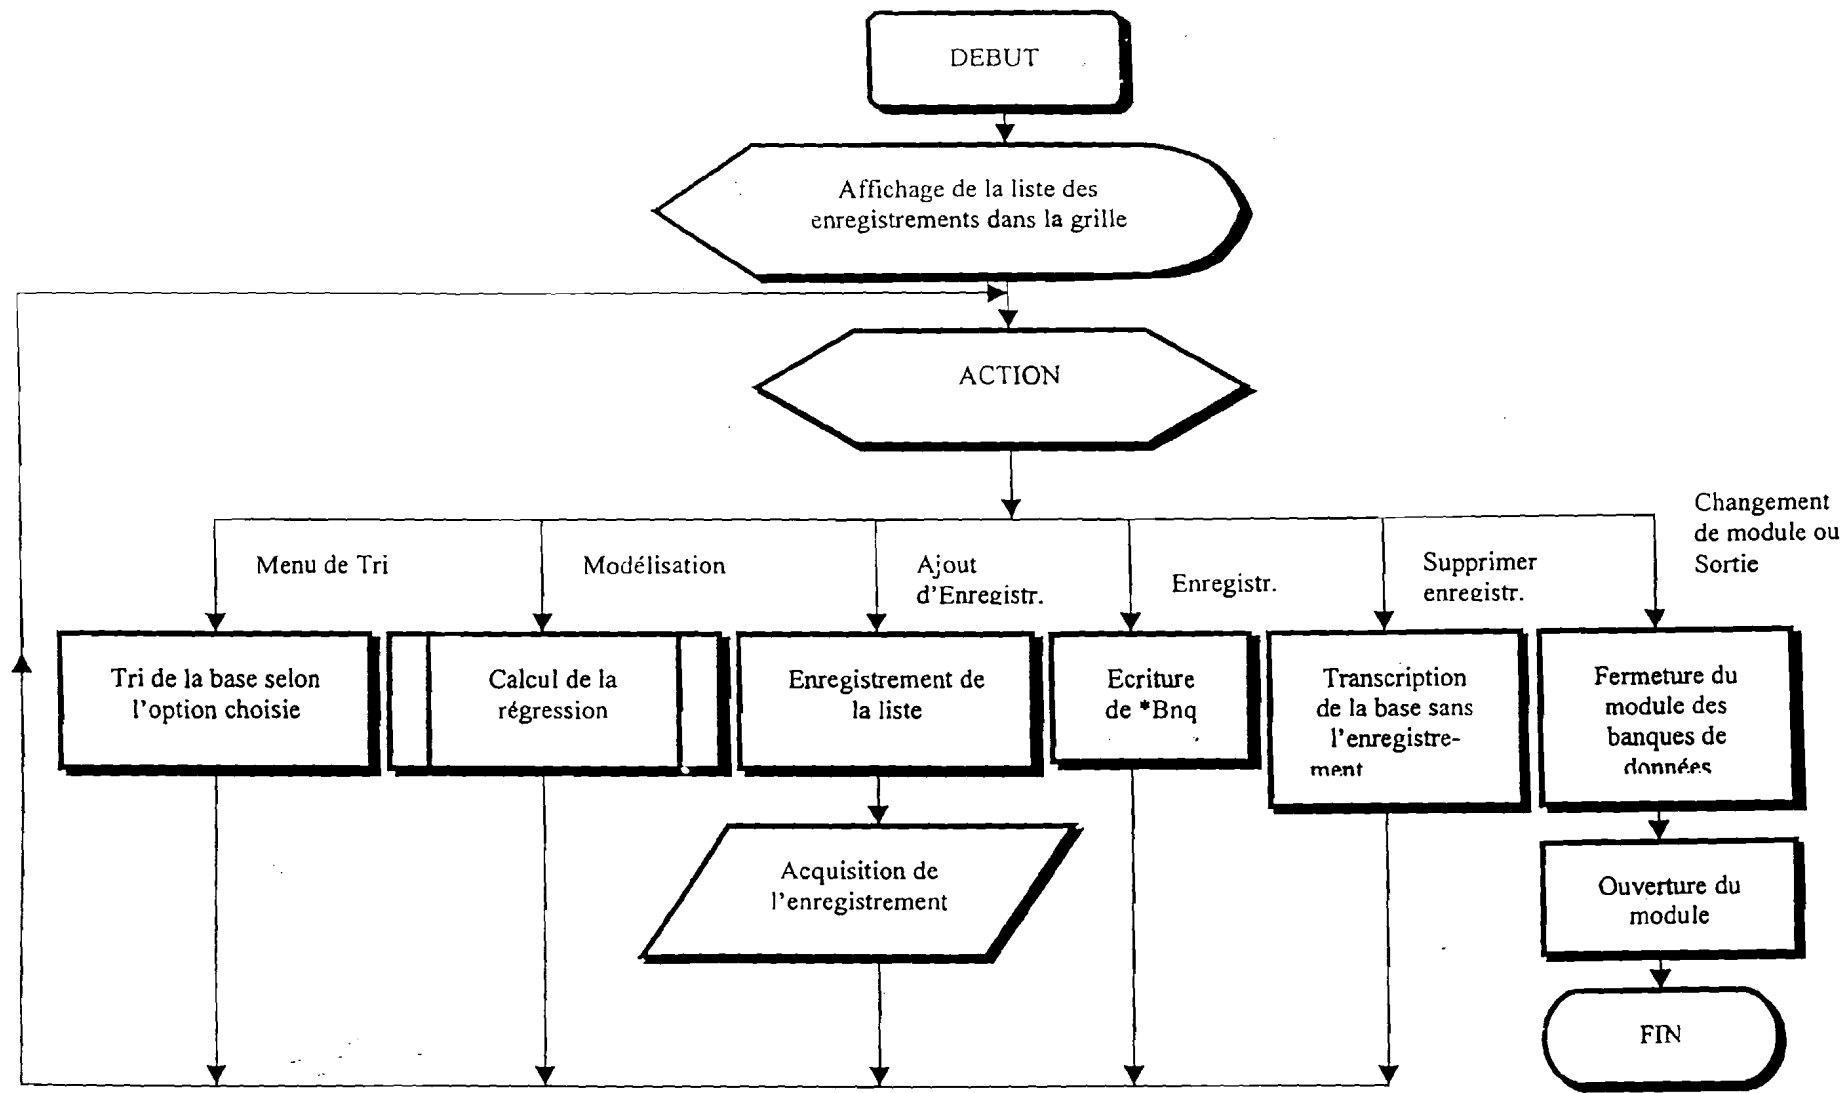 DEBUT
Affichage de la liste des
enregistrements dans la grille
ACTION
Menu de Tri
Modélisation
Ajout
d'Enregistr.
Enregistr.
Supprimer
enregistr.
Changement
de module ou
Sortie
Tri de la base selon
l'option choisie
Calcul de la
régression
Enregistrement de
la liste
Ecriture
de *Bnq
Transcription
de la base sans
l'enregistre-
ment
Fermeture du
module des
banques de
données
Acquisition de
l'enregistrement
Ouverture du
module
FIN